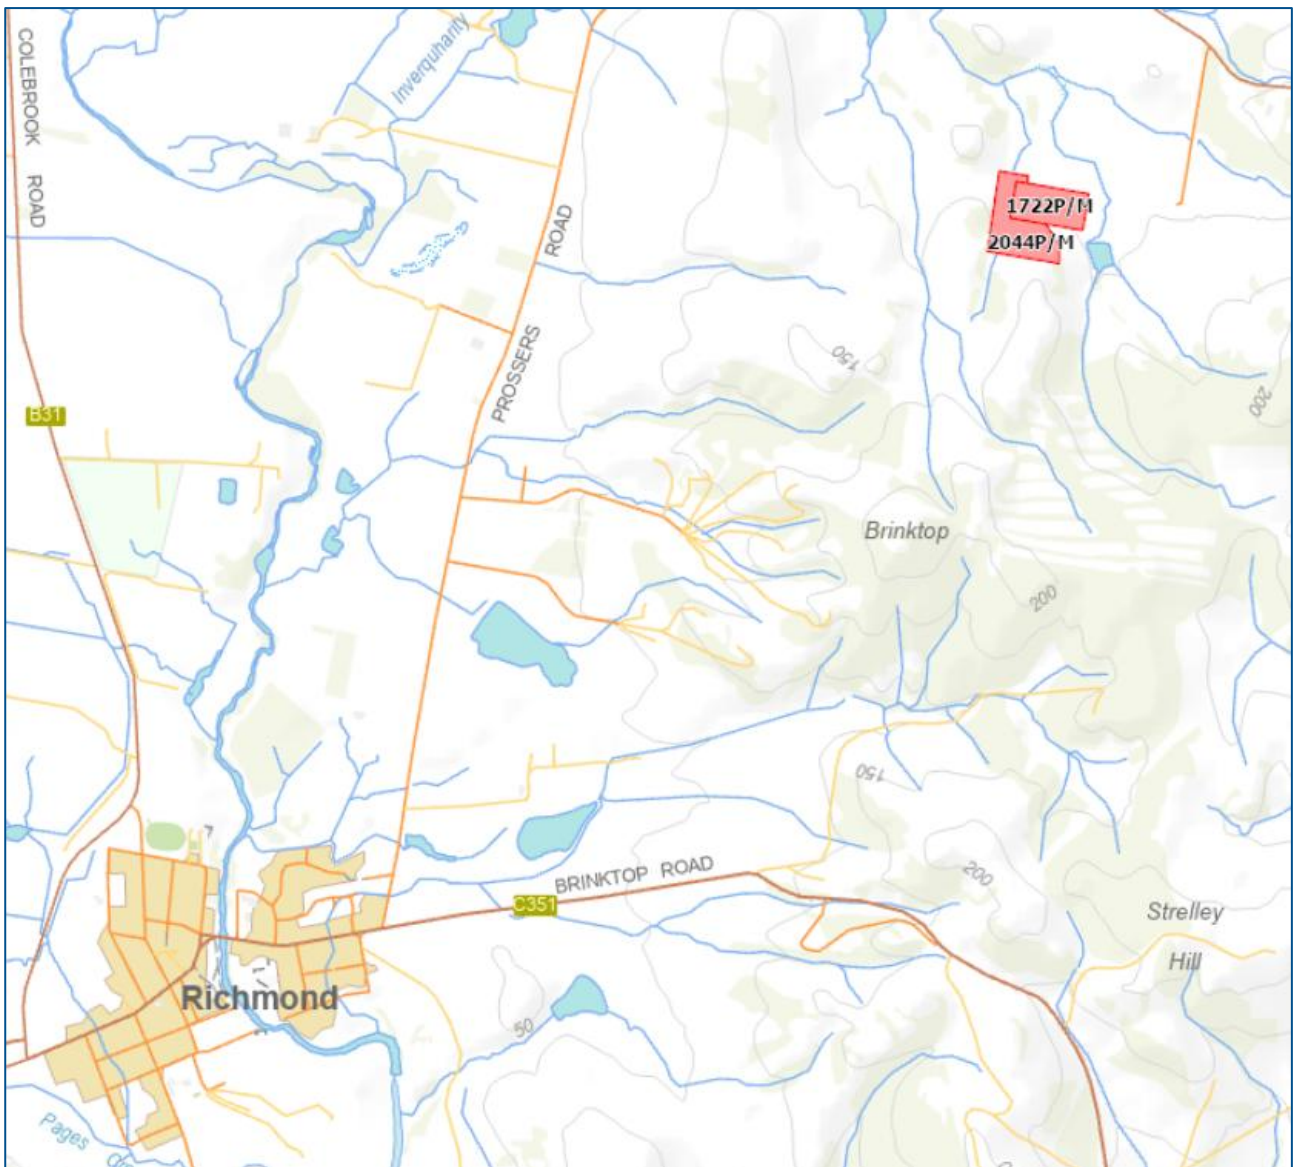 COLEBROOK ROAD
Inverquharity
1722P/M
2044P/M
PROSSERS ROAD
150
200
B31
Brinktop
200
150
BRINKTOP ROAD
C351
200
Strelley
Hill
Richmond
50
Pages